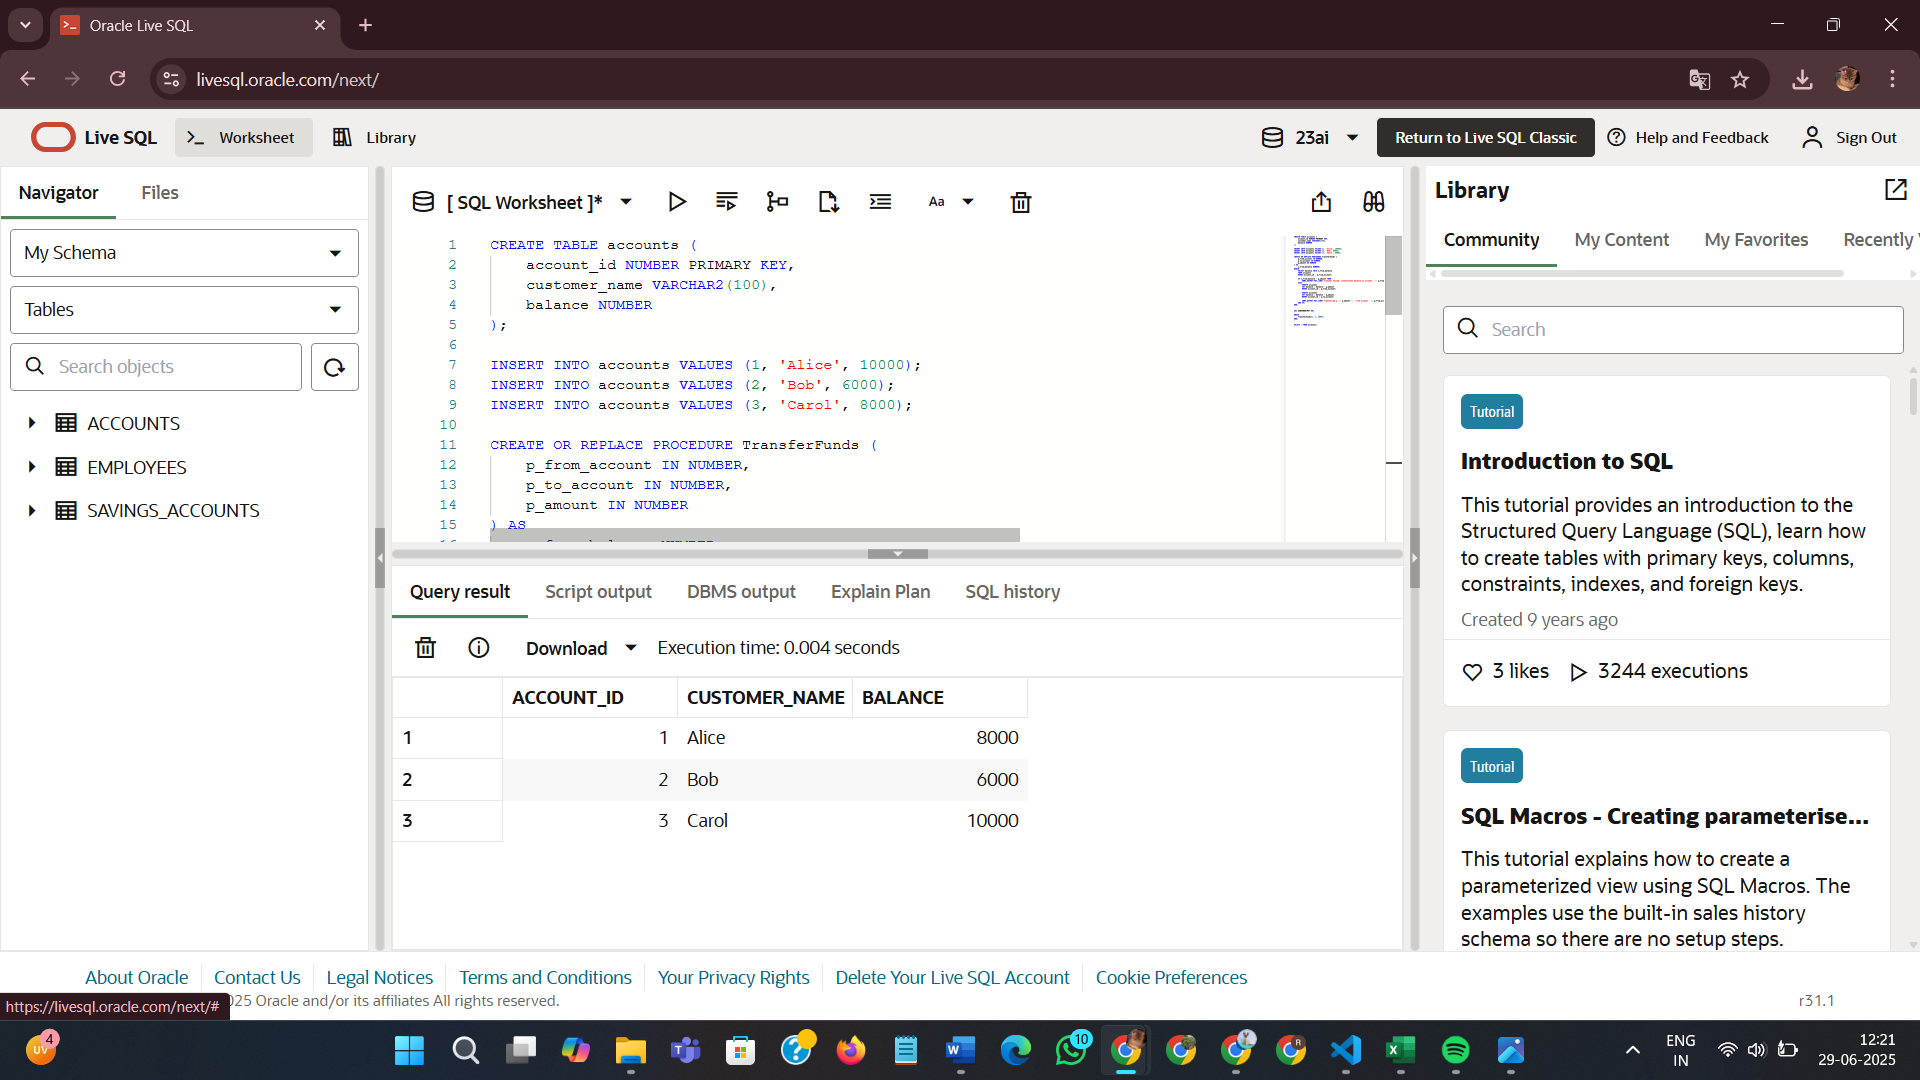 Oracle Live SQL
livesql.oracle.com/next/
Live SQL
Worksheet
Library
23ai
Return to Live SQL Classic
Help and Feedback
Sign Out
Navigator
Files
My Schema
Tables
Search objects
ACCOUNTS
EMPLOYEES
SAVINGS_ACCOUNTS
[ SQL Worksheet ]*
Aa
1 CREATE TABLE accounts (
2 account_id NUMBER PRIMARY KEY,
3 customer_name VARCHAR2(100),
4 balance NUMBER
5 );
6
7 INSERT INTO accounts VALUES (1, 'Alice', 10000);
8 INSERT INTO accounts VALUES (2, 'Bob', 6000);
9 INSERT INTO accounts VALUES (3, 'Carol', 8000);
10
11 CREATE OR REPLACE PROCEDURE TransferFunds (
12 p_from_account IN NUMBER,
13 p_to_account IN NUMBER,
14 p_amount IN NUMBER
15 ) AS
Query result
Script output
DBMS output
Explain Plan
SQL history
Download
Execution time: 0.004 seconds
ACCOUNT_ID CUSTOMER_NAME BALANCE
1 1 Alice 8000
2 2 Bob 6000
3 3 Carol 10000
Library
Community
My Content
My Favorites
Recently
Search
Tutorial
Introduction to SQL
This tutorial provides an introduction to the
Structured Query Language (SQL), learn how
to create tables with primary keys, columns,
constraints, indexes, and foreign keys.
Created 9 years ago
3 likes
3244 executions
Tutorial
SQL Macros - Creating parameterise...
This tutorial explains how to create a
parameterized view using SQL Macros. The
examples use the built-in sales history
schema so there are no setup steps.
About Oracle
Contact Us
Legal Notices
Terms and Conditions
Your Privacy Rights
Delete Your Live SQL Account
Cookie Preferences
https://livesql.oracle.com/next/#
025 Oracle and/or its affiliates All rights reserved.
r31.1
UV
4
10
R
ENG
IN
12:21
29-06-2025